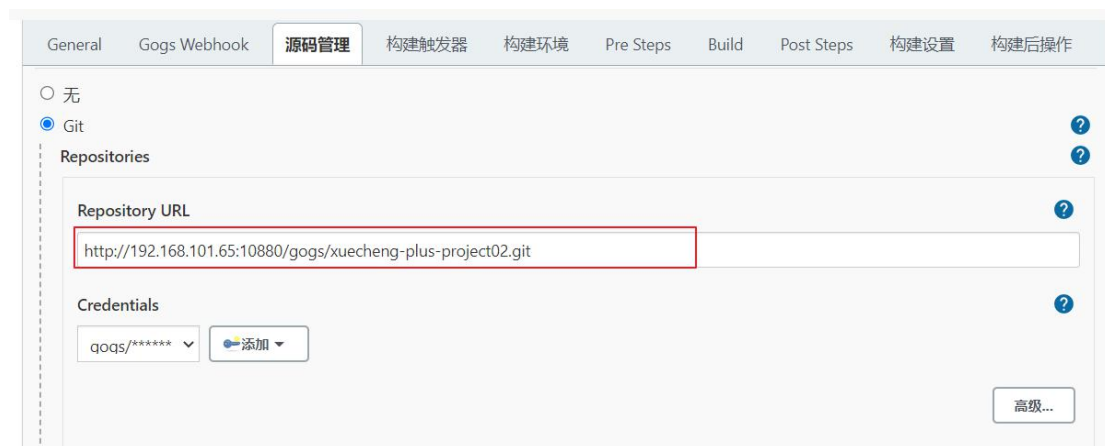 General Gogs Webhook 源码管理 构建触发器 构建环境 Pre Steps Build Post Steps 构建设置 构建后操作
无
Git
Repositories
Repository URL
http://192.168.101.65:10880/gogs/xuecheng-plus-project02.git
Credentials
gogs/****** 添加
高级...